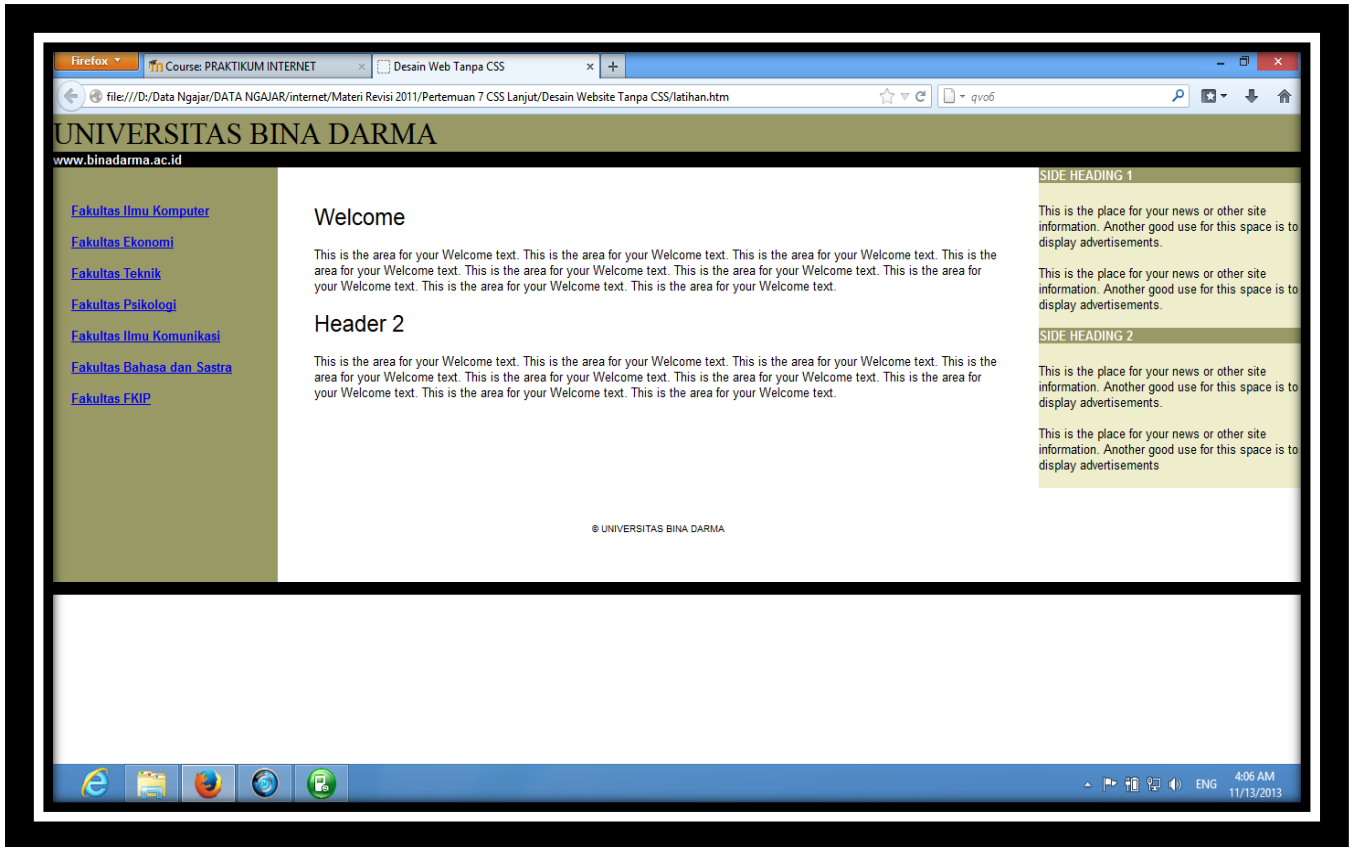 Firefox
Course: PRAKTIKUM INTERNET
Desain Web Tanpa CSS
file:///D:/Data Ngajar/DATA NGAJAR/internet/Materi Revisi 2011/Pertemuan 7 CSS Lanjut/Desain Website Tanpa CSS/latihan.htm
qvo6
UNIVERSITAS BINA DARMA
www.binadarma.ac.id
Fakultas Ilmu Komputer
Fakultas Ekonomi
Fakultas Teknik
Fakultas Psikologi
Fakultas Ilmu Komunikasi
Fakultas Bahasa dan Sastra
Fakultas FKIP
Welcome
This is the area for your Welcome text. This is the area for your Welcome text. This is the area for your Welcome text. This is the
area for your Welcome text. This is the area for your Welcome text. This is the area for your Welcome text. This is the area for
your Welcome text. This is the area for your Welcome text. This is the area for your Welcome text.
Header 2
This is the area for your Welcome text. This is the area for your Welcome text. This is the area for your Welcome text. This is the
area for your Welcome text. This is the area for your Welcome text. This is the area for your Welcome text. This is the area for
your Welcome text. This is the area for your Welcome text. This is the area for your Welcome text.
© UNIVERSITAS BINA DARMA
SIDE HEADING 1
This is the place for your news or other site
information. Another good use for this space is to
display advertisements.
This is the place for your news or other site
information. Another good use for this space is to
display advertisements.
SIDE HEADING 2
This is the place for your news or other site
information. Another good use for this space is to
display advertisements.
This is the place for your news or other site
information. Another good use for this space is to
display advertisements
ENG
4:06 AM
11/13/2013